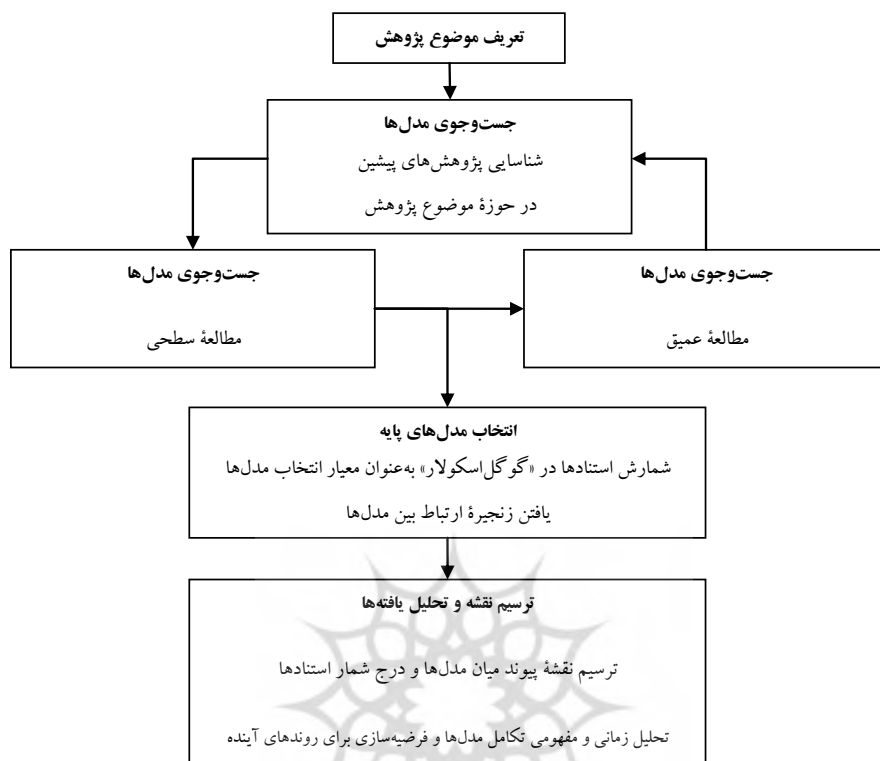 تعریف موضوع پژوهش
جست‌وجوی مدل‌ها
شناسایی پژوهش‌های پیشین
در حوزهٔ موضوع پژوهش
جست‌وجوی مدل‌ها
مطالعهٔ عمیق
جست‌وجوی مدل‌ها
مطالعهٔ سطحی
انتخاب مدل‌های پایه
شمارش استنادها در «گوگل‌اسکولار» به‌عنوان معیار انتخاب مدل‌ها
یافتن زنجیرهٔ ارتباط بین مدل‌ها
ترسیم نقشه و تحلیل یافته‌ها
ترسیم نقشهٔ پیوند میان مدل‌ها و درج شمار استنادها
تحلیل زمانی و مفهومی تکامل مدل‌ها و فرضیه‌سازی برای روندهای آینده